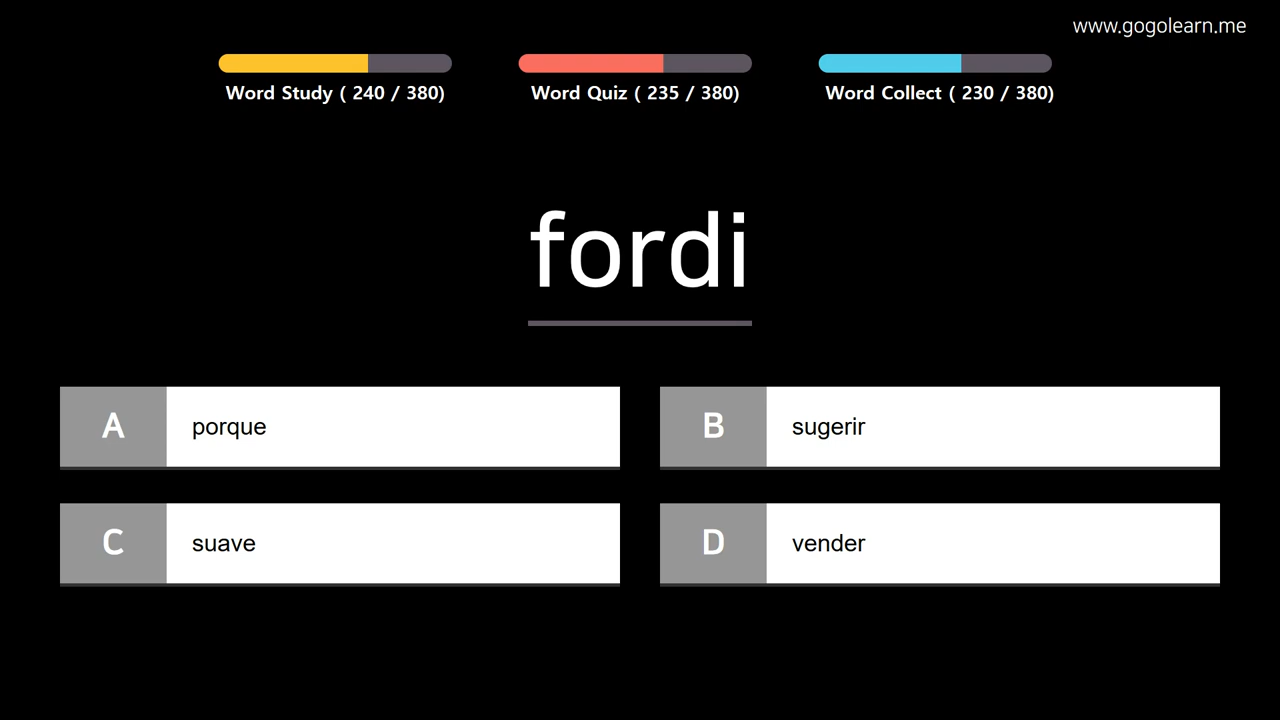 www.gogolearn.me
Word Study ( 240 / 380)
Word Quiz ( 235 / 380)
Word Collect ( 230 / 380)
fordi
A porque
B sugerir
C suave
D vender